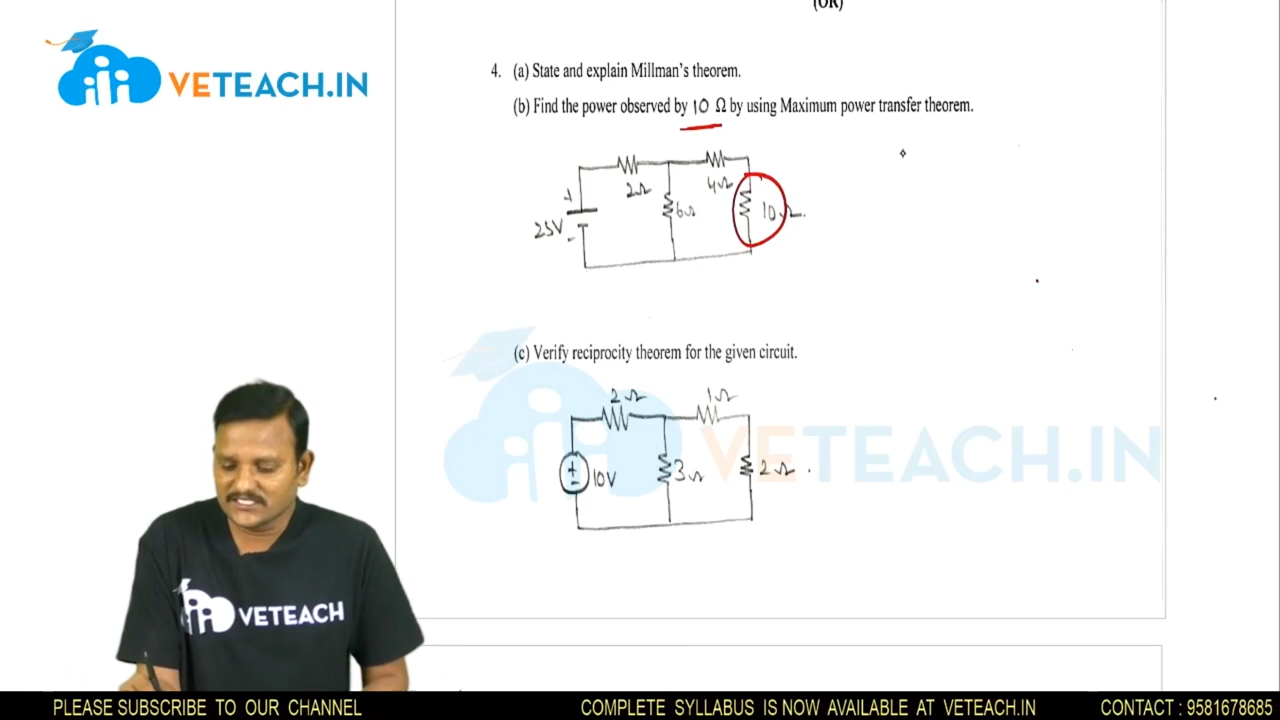 (OR)
VETEACH.IN
4. (a) State and explain Millman's theorem.
(b) Find the power observed by 10 Ω by using Maximum power transfer theorem.
2Ω
4Ω
+
25V
-
6Ω
10Ω
(c) Verify reciprocity theorem for the given circuit.
2Ω
1Ω
VETEACH.IN
+
-
10V
3Ω
2Ω
VETEACH
PLEASE SUBSCRIBE TO OUR CHANNEL
COMPLETE SYLLABUS IS NOW AVAILABLE AT VETEACH.IN
CONTACT : 9581678685